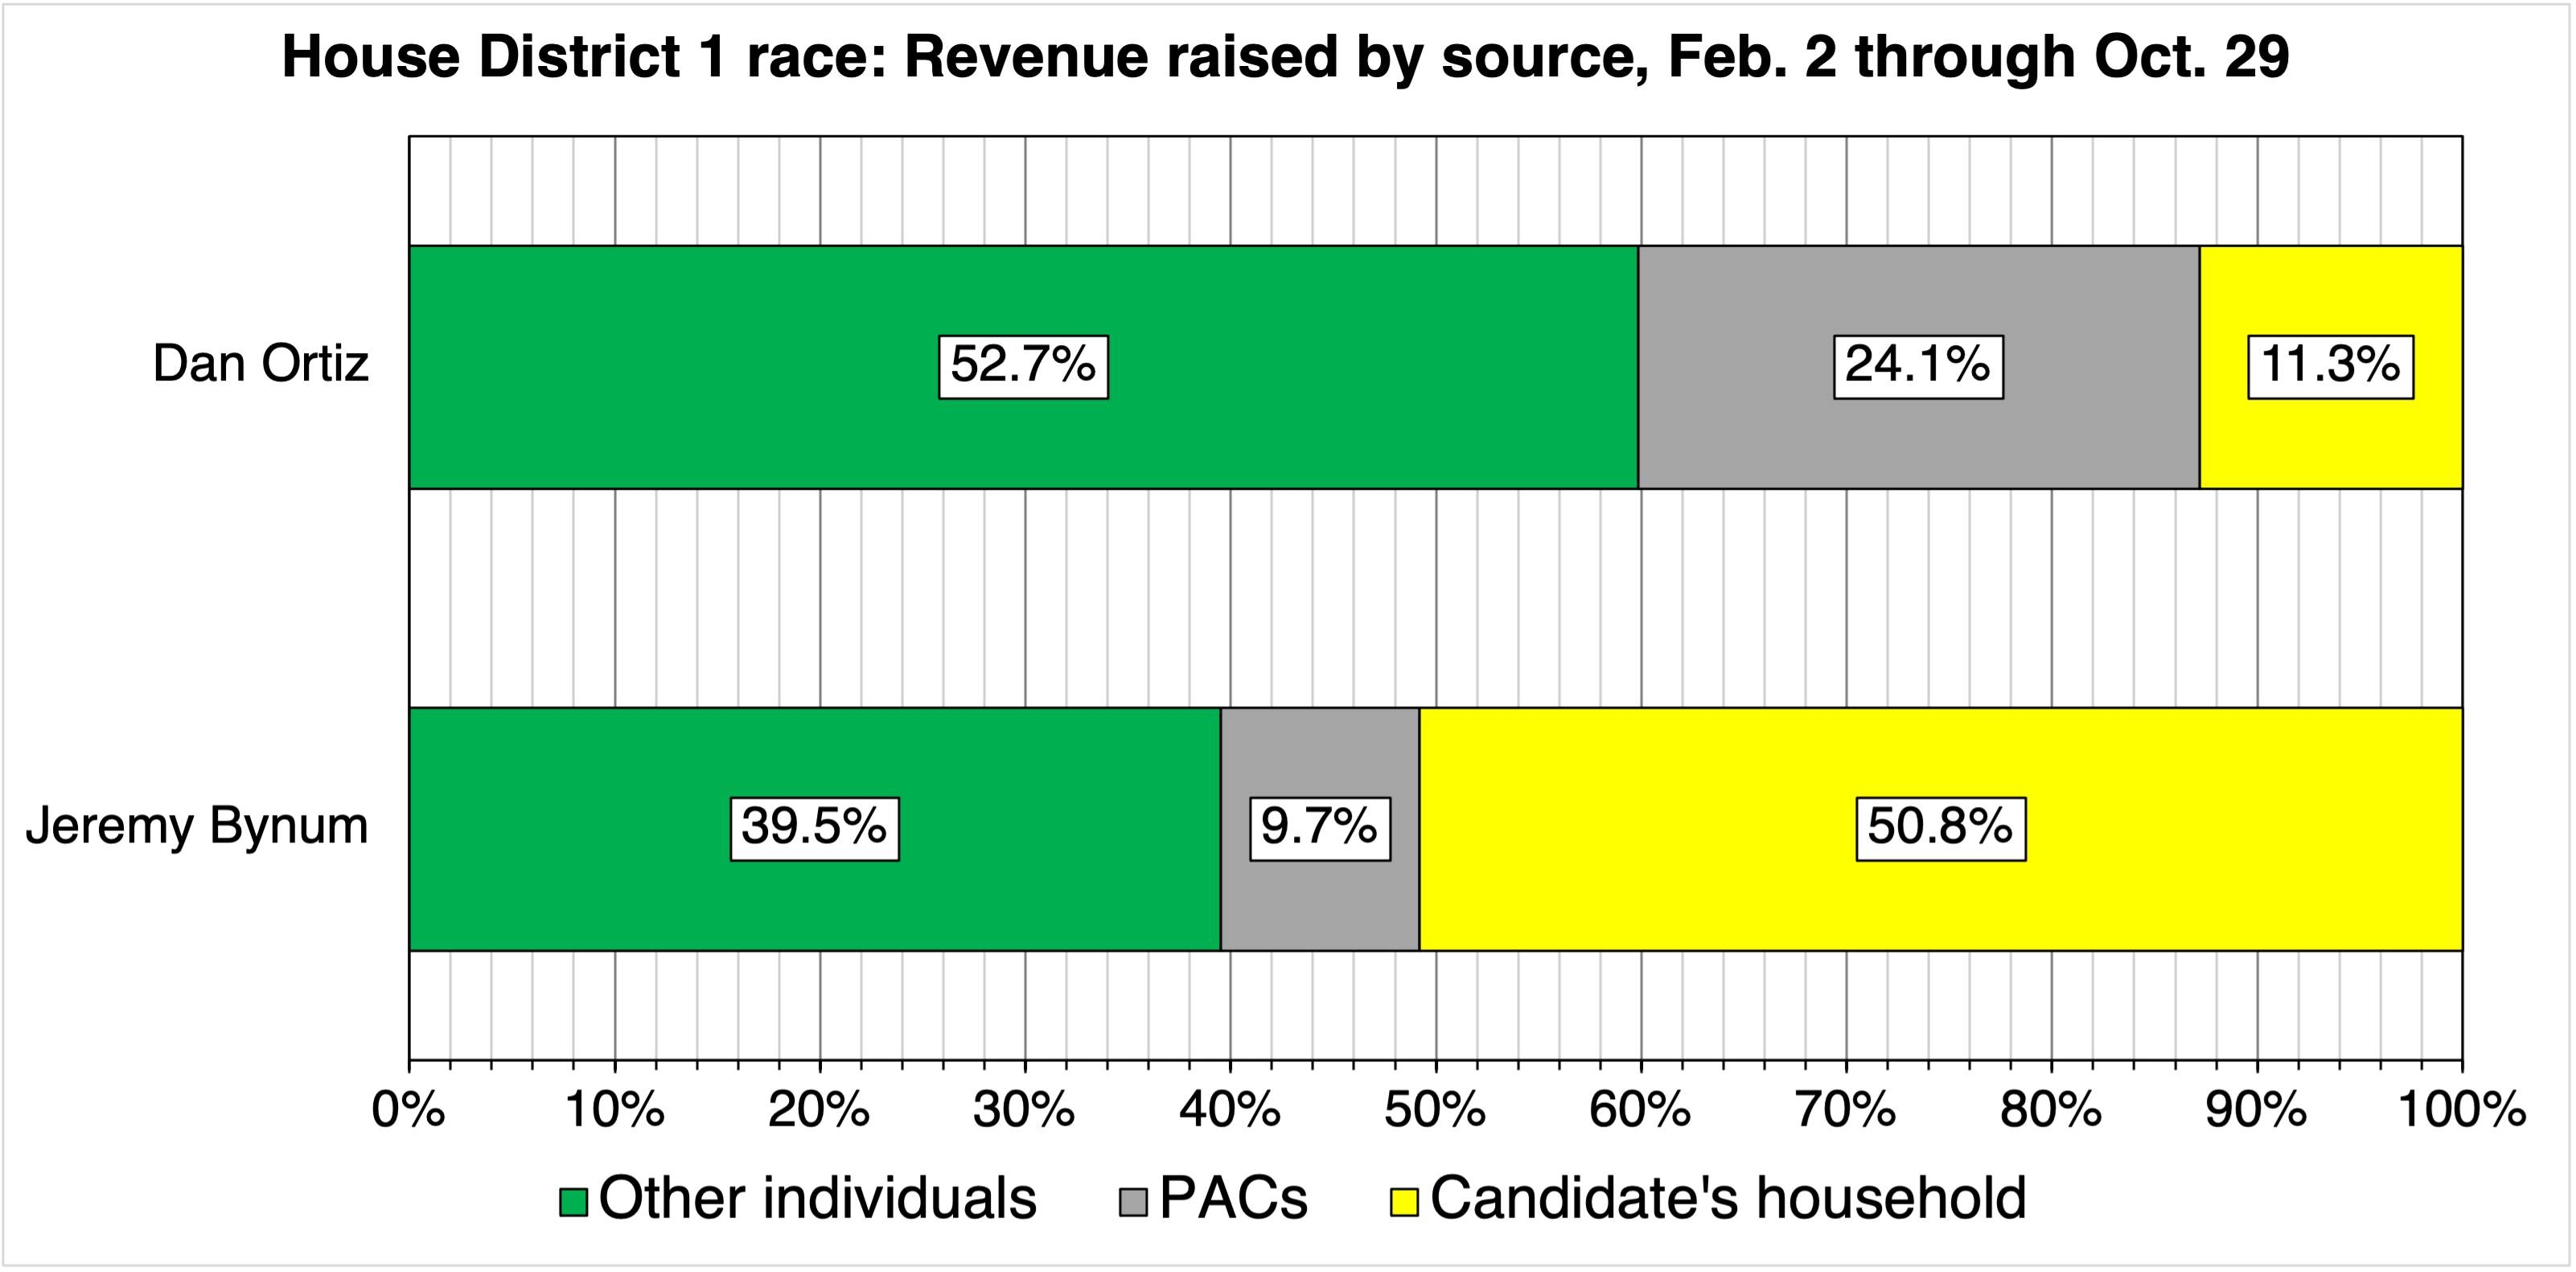 House District 1 race: Revenue raised by source, Feb. 2 through Oct. 29
Dan Ortiz
52.7%
24.1%
11.3%
Jeremy Bynum
39.5%
9.7%
50.8%
0% 10% 20% 30% 40% 50% 60% 70% 80% 90% 100%
Other individuals PACs Candidate's household